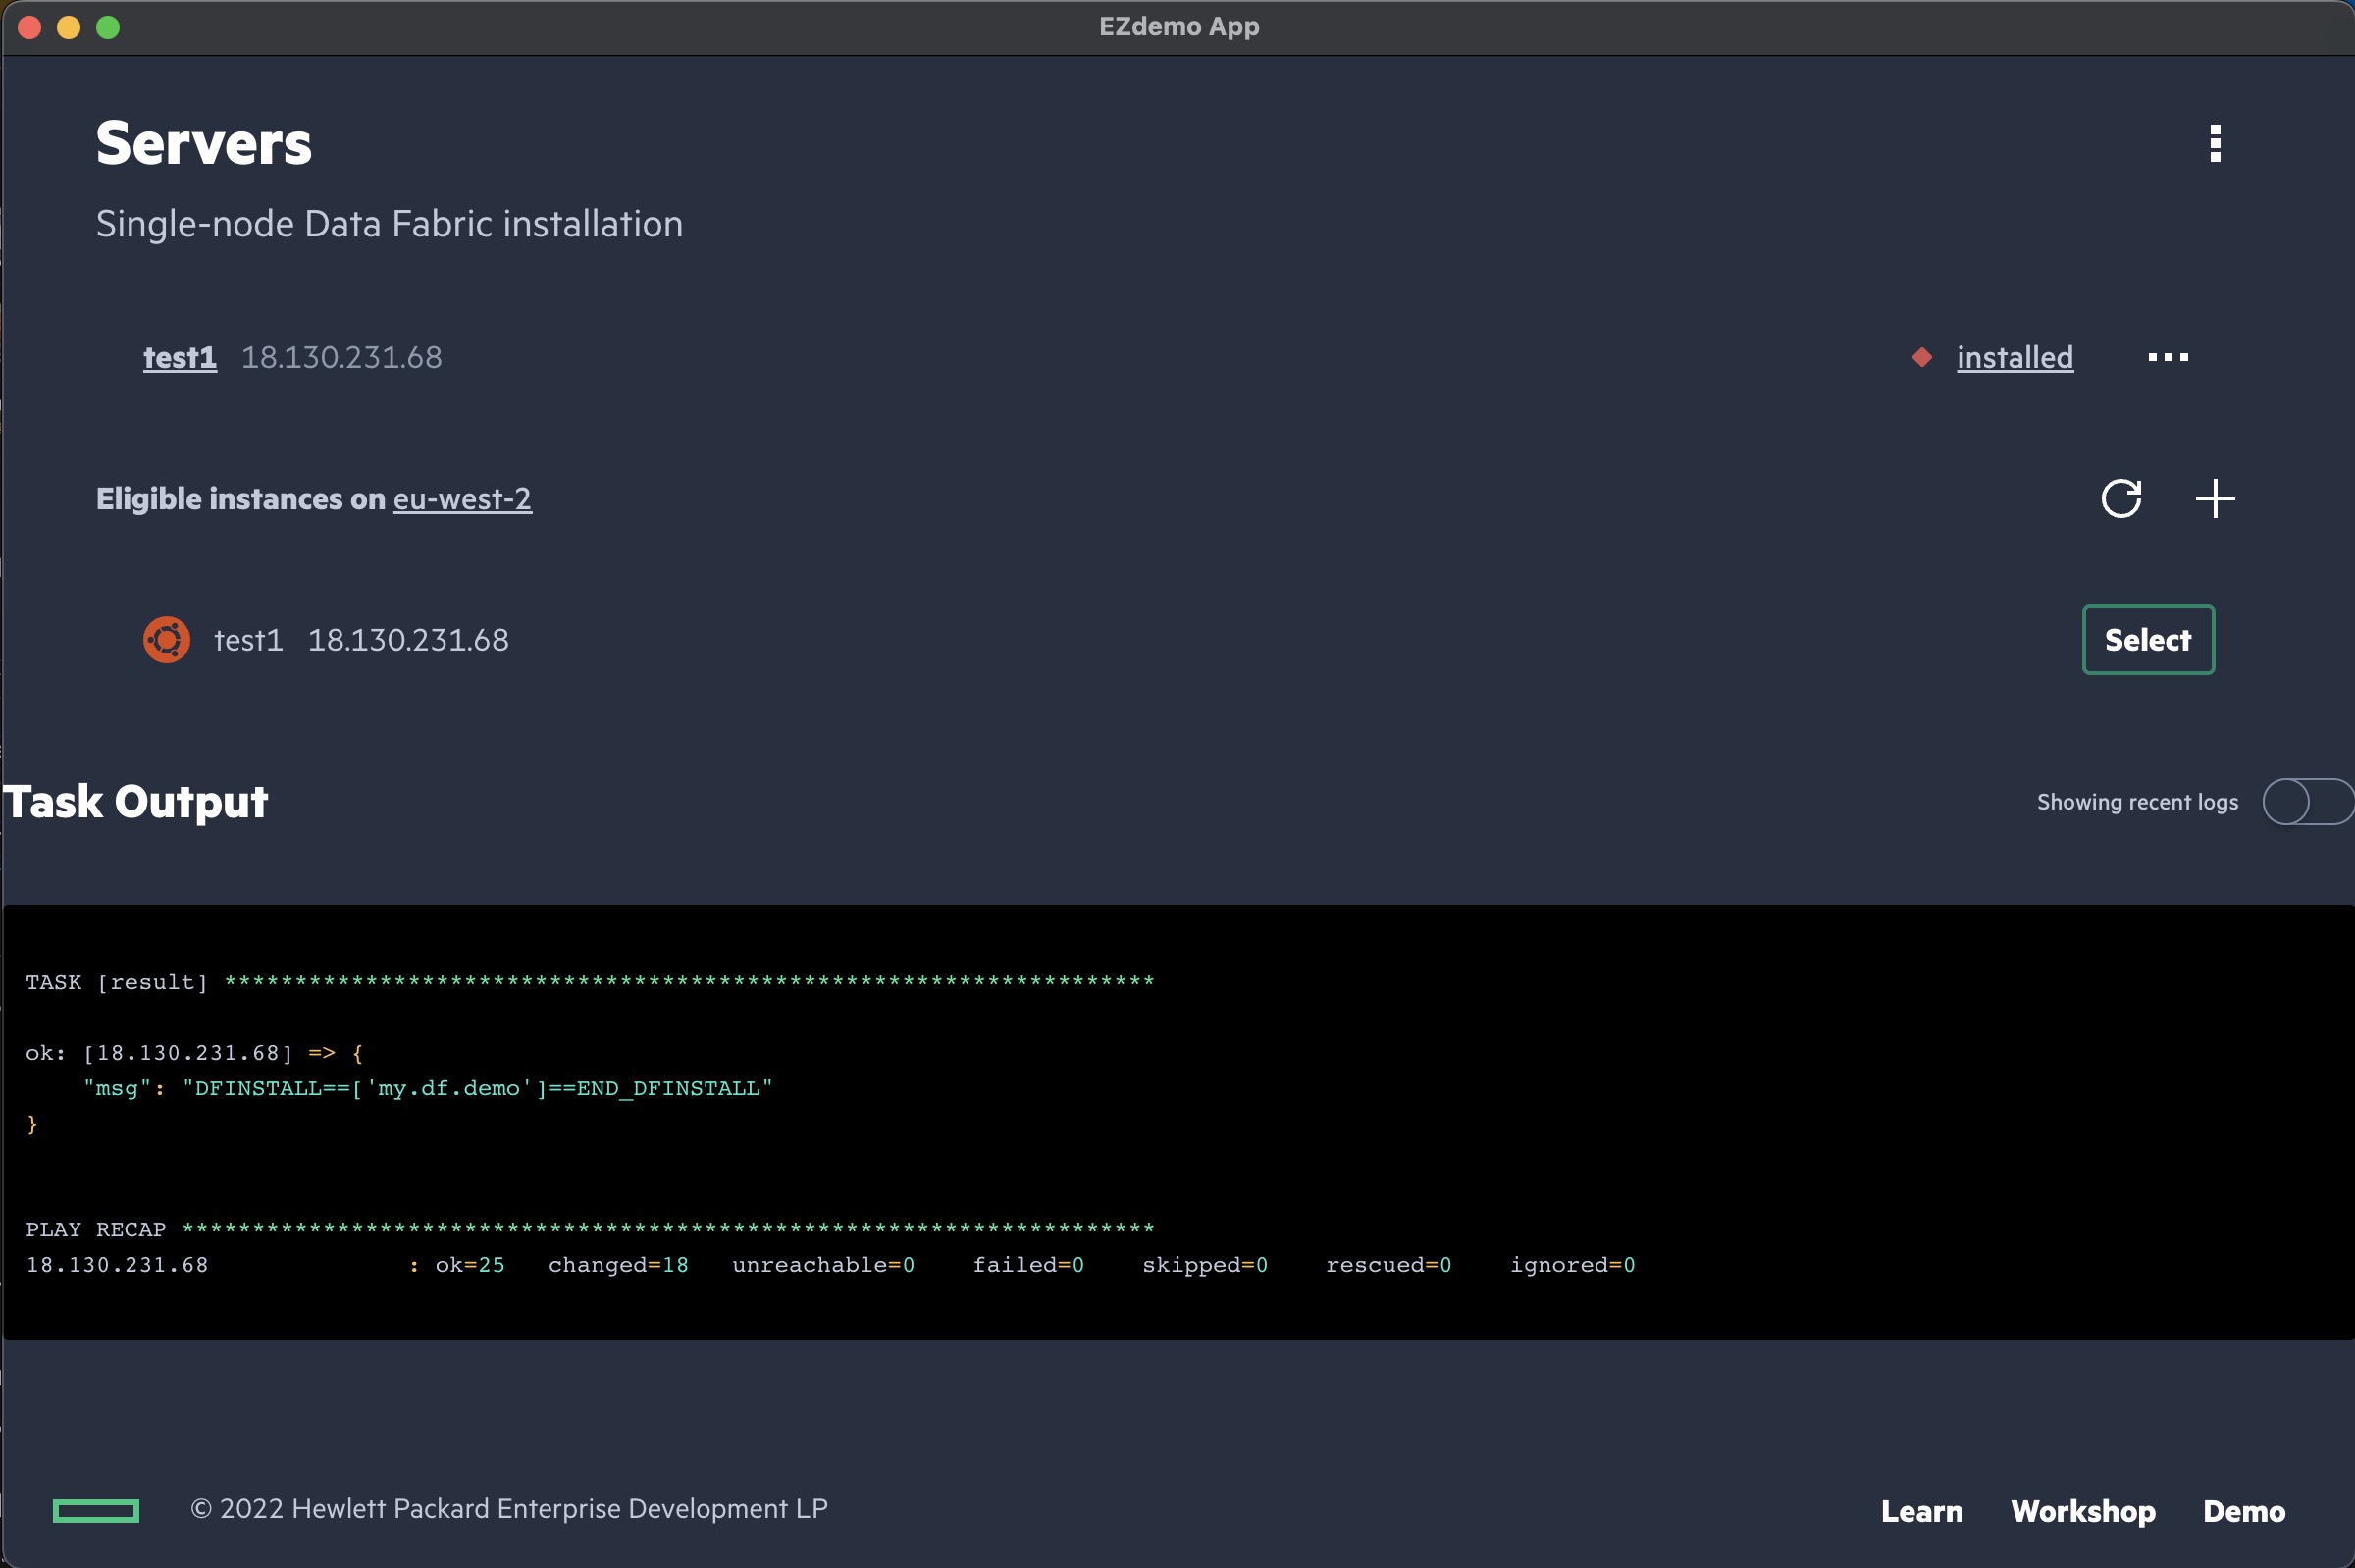 EZdemo App
Servers
Single-node Data Fabric installation
test1 18.130.231.68 installed
Eligible instances on eu-west-2
test1 18.130.231.68 Select
Task Output Showing recent logs
TASK [result] ******************************************************************
ok: [18.130.231.68] => {
    "msg": "DFINSTALL==['my.df.demo']==END_DFINSTALL"
}
PLAY RECAP *********************************************************************
18.130.231.68              : ok=25   changed=18   unreachable=0    failed=0    skipped=0    rescued=0    ignored=0
© 2022 Hewlett Packard Enterprise Development LP Learn Workshop Demo